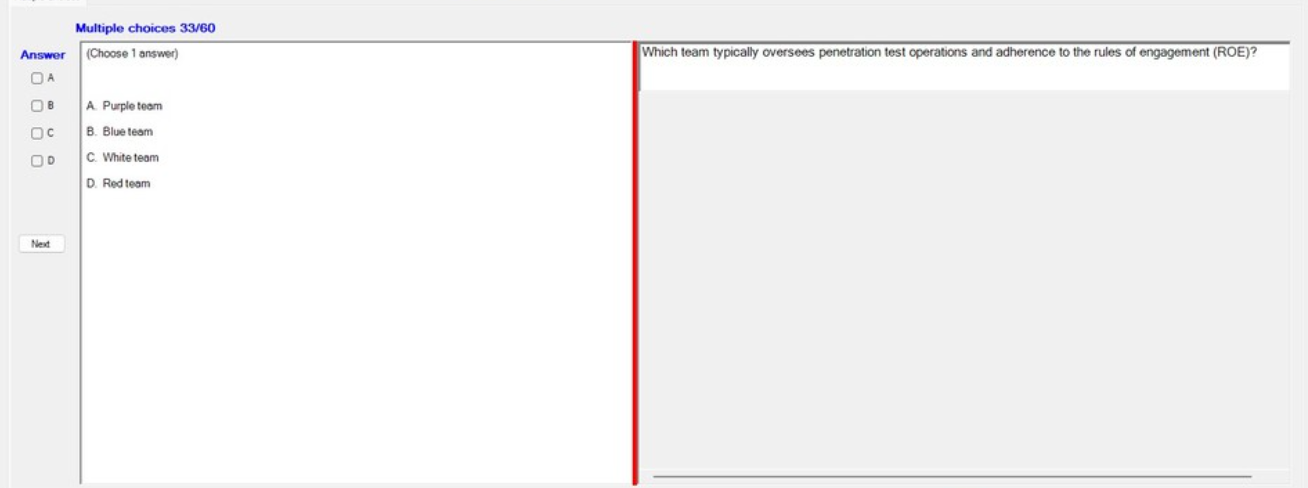 Multiple choices 33/60
Answer
(Choose 1 answer)
Which team typically oversees penetration test operations and adherence to the rules of engagement (ROE)?
A
B
C
D
A. Purple team
B. Blue team
C. White team
D. Red team
Next